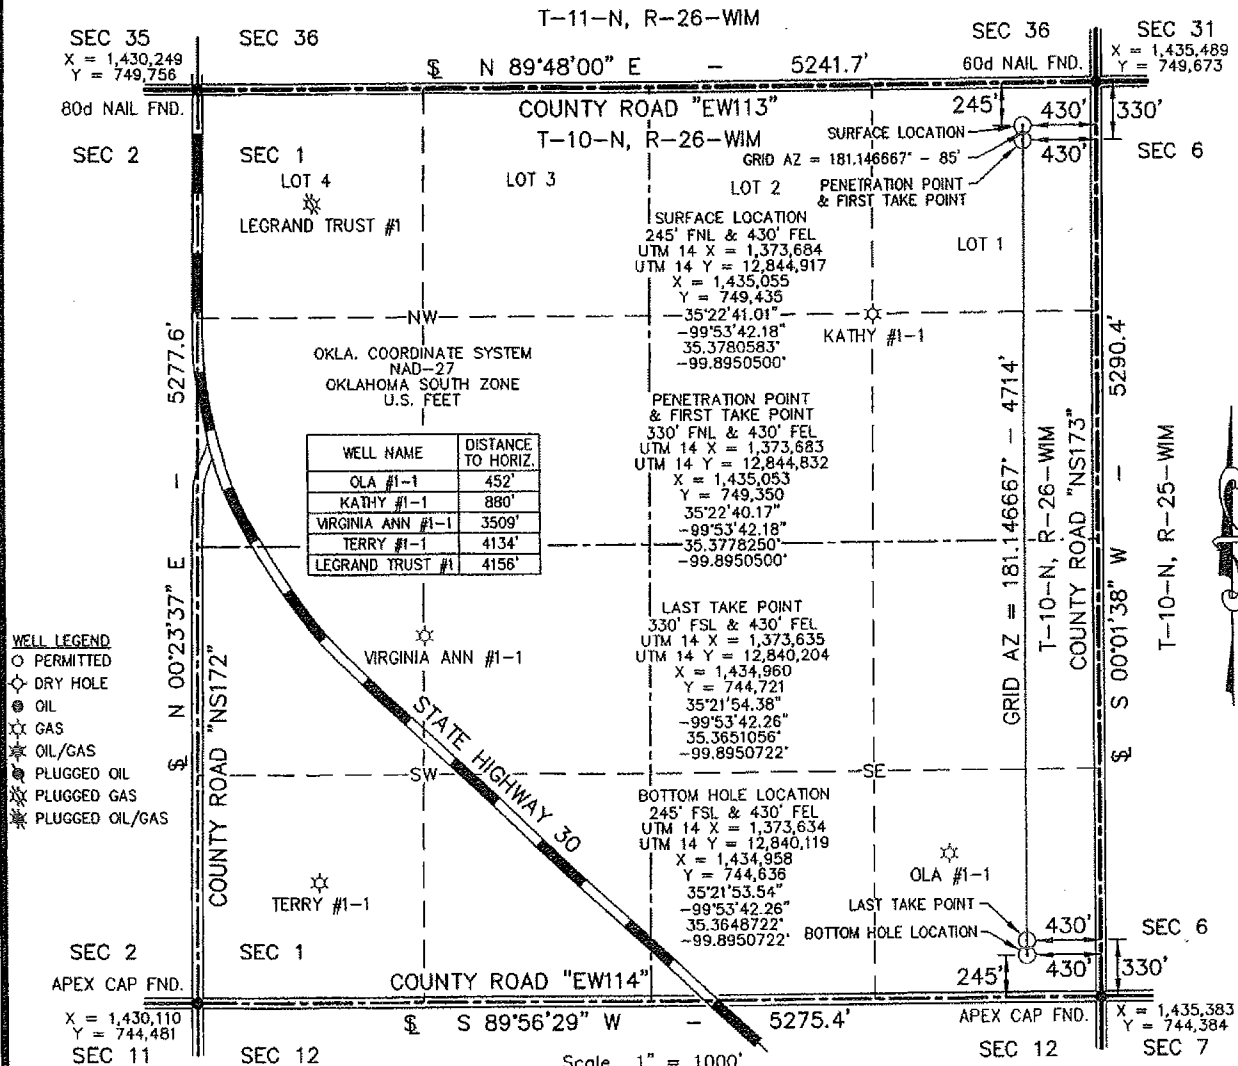 T-11-N, R-26-WIM
SEC 35
SEC 36
SEC 36
SEC 31
X = 1,430,249
Y = 749,756
X = 1,435,489
Y = 749,673
N 89°48'00" E - 5241.7'
60d NAIL FND.
80d NAIL FND.
COUNTY ROAD "EW113"
T-10-N, R-26-WIM
245'
430'
330'
SURFACE LOCATION
430'
SEC 2
SEC 1
SEC 6
GRID AZ = 181.146667° - 85'
LOT 4
LOT 3
LOT 2
PENETRATION POINT
& FIRST TAKE POINT
LEGRAND TRUST #1
LOT 1
SURFACE LOCATION
245' FNL & 430' FEL
UTM 14 X = 1,373,684
UTM 14 Y = 12,844,917
X = 1,435,055
Y = 749,435
35°22'41.01"
-99°53'42.18"
35.3780583°
-99.8950500°
NW
KATHY #1-1
5277.6'
5290.4'
OKLA. COORDINATE SYSTEM
NAD-27
OKLAHOMA SOUTH ZONE
U.S. FEET
PENETRATION POINT
& FIRST TAKE POINT
330' FNL & 430' FEL
UTM 14 X = 1,373,683
UTM 14 Y = 12,844,832
X = 1,435,053
Y = 749,350
35°22'40.17"
-99°53'42.18"
35.3778250°
-99.8950500°
WELL NAME DISTANCE TO HORIZ.
OLA #1-1 452'
KATHY #1-1 880'
VIRGINIA ANN #1-1 3509'
TERRY #1-1 4134'
LEGRAND TRUST #1 4156'
GRID AZ = 181.146667° - 4714'
T-10-N, R-26-WIM
COUNTY ROAD "NS173"
S 00°01'38" W -
T-10-N, R-25-WIM
N 00°23'37" E -
COUNTY ROAD "NS172"
LAST TAKE POINT
330' FSL & 430' FEL
UTM 14 X = 1,373,635
UTM 14 Y = 12,840,204
X = 1,434,960
Y = 744,721
35°21'54.38"
-99°53'42.26"
35.3651056°
-99.8950722°
VIRGINIA ANN #1-1
STATE HIGHWAY 30
WELL LEGEND
PERMITTED
DRY HOLE
OIL
GAS
OIL/GAS
PLUGGED OIL
PLUGGED GAS
PLUGGED OIL/GAS
SW
SE
BOTTOM HOLE LOCATION
245' FSL & 430' FEL
UTM 14 X = 1,373,634
UTM 14 Y = 12,840,119
X = 1,434,958
Y = 744,636
35°21'53.54"
-99°53'42.26"
35.3648722°
-99.8950722°
OLA #1-1
TERRY #1-1
LAST TAKE POINT
BOTTOM HOLE LOCATION
430'
430'
245'
330'
SEC 2
SEC 1
SEC 6
APEX CAP FND.
COUNTY ROAD "EW114"
X = 1,430,110
Y = 744,481
S 89°56'29" W - 5275.4'
APEX CAP FND.
X = 1,435,383
Y = 744,384
SEC 11
SEC 12
SEC 12
SEC 7
Scale 1" = 1000'